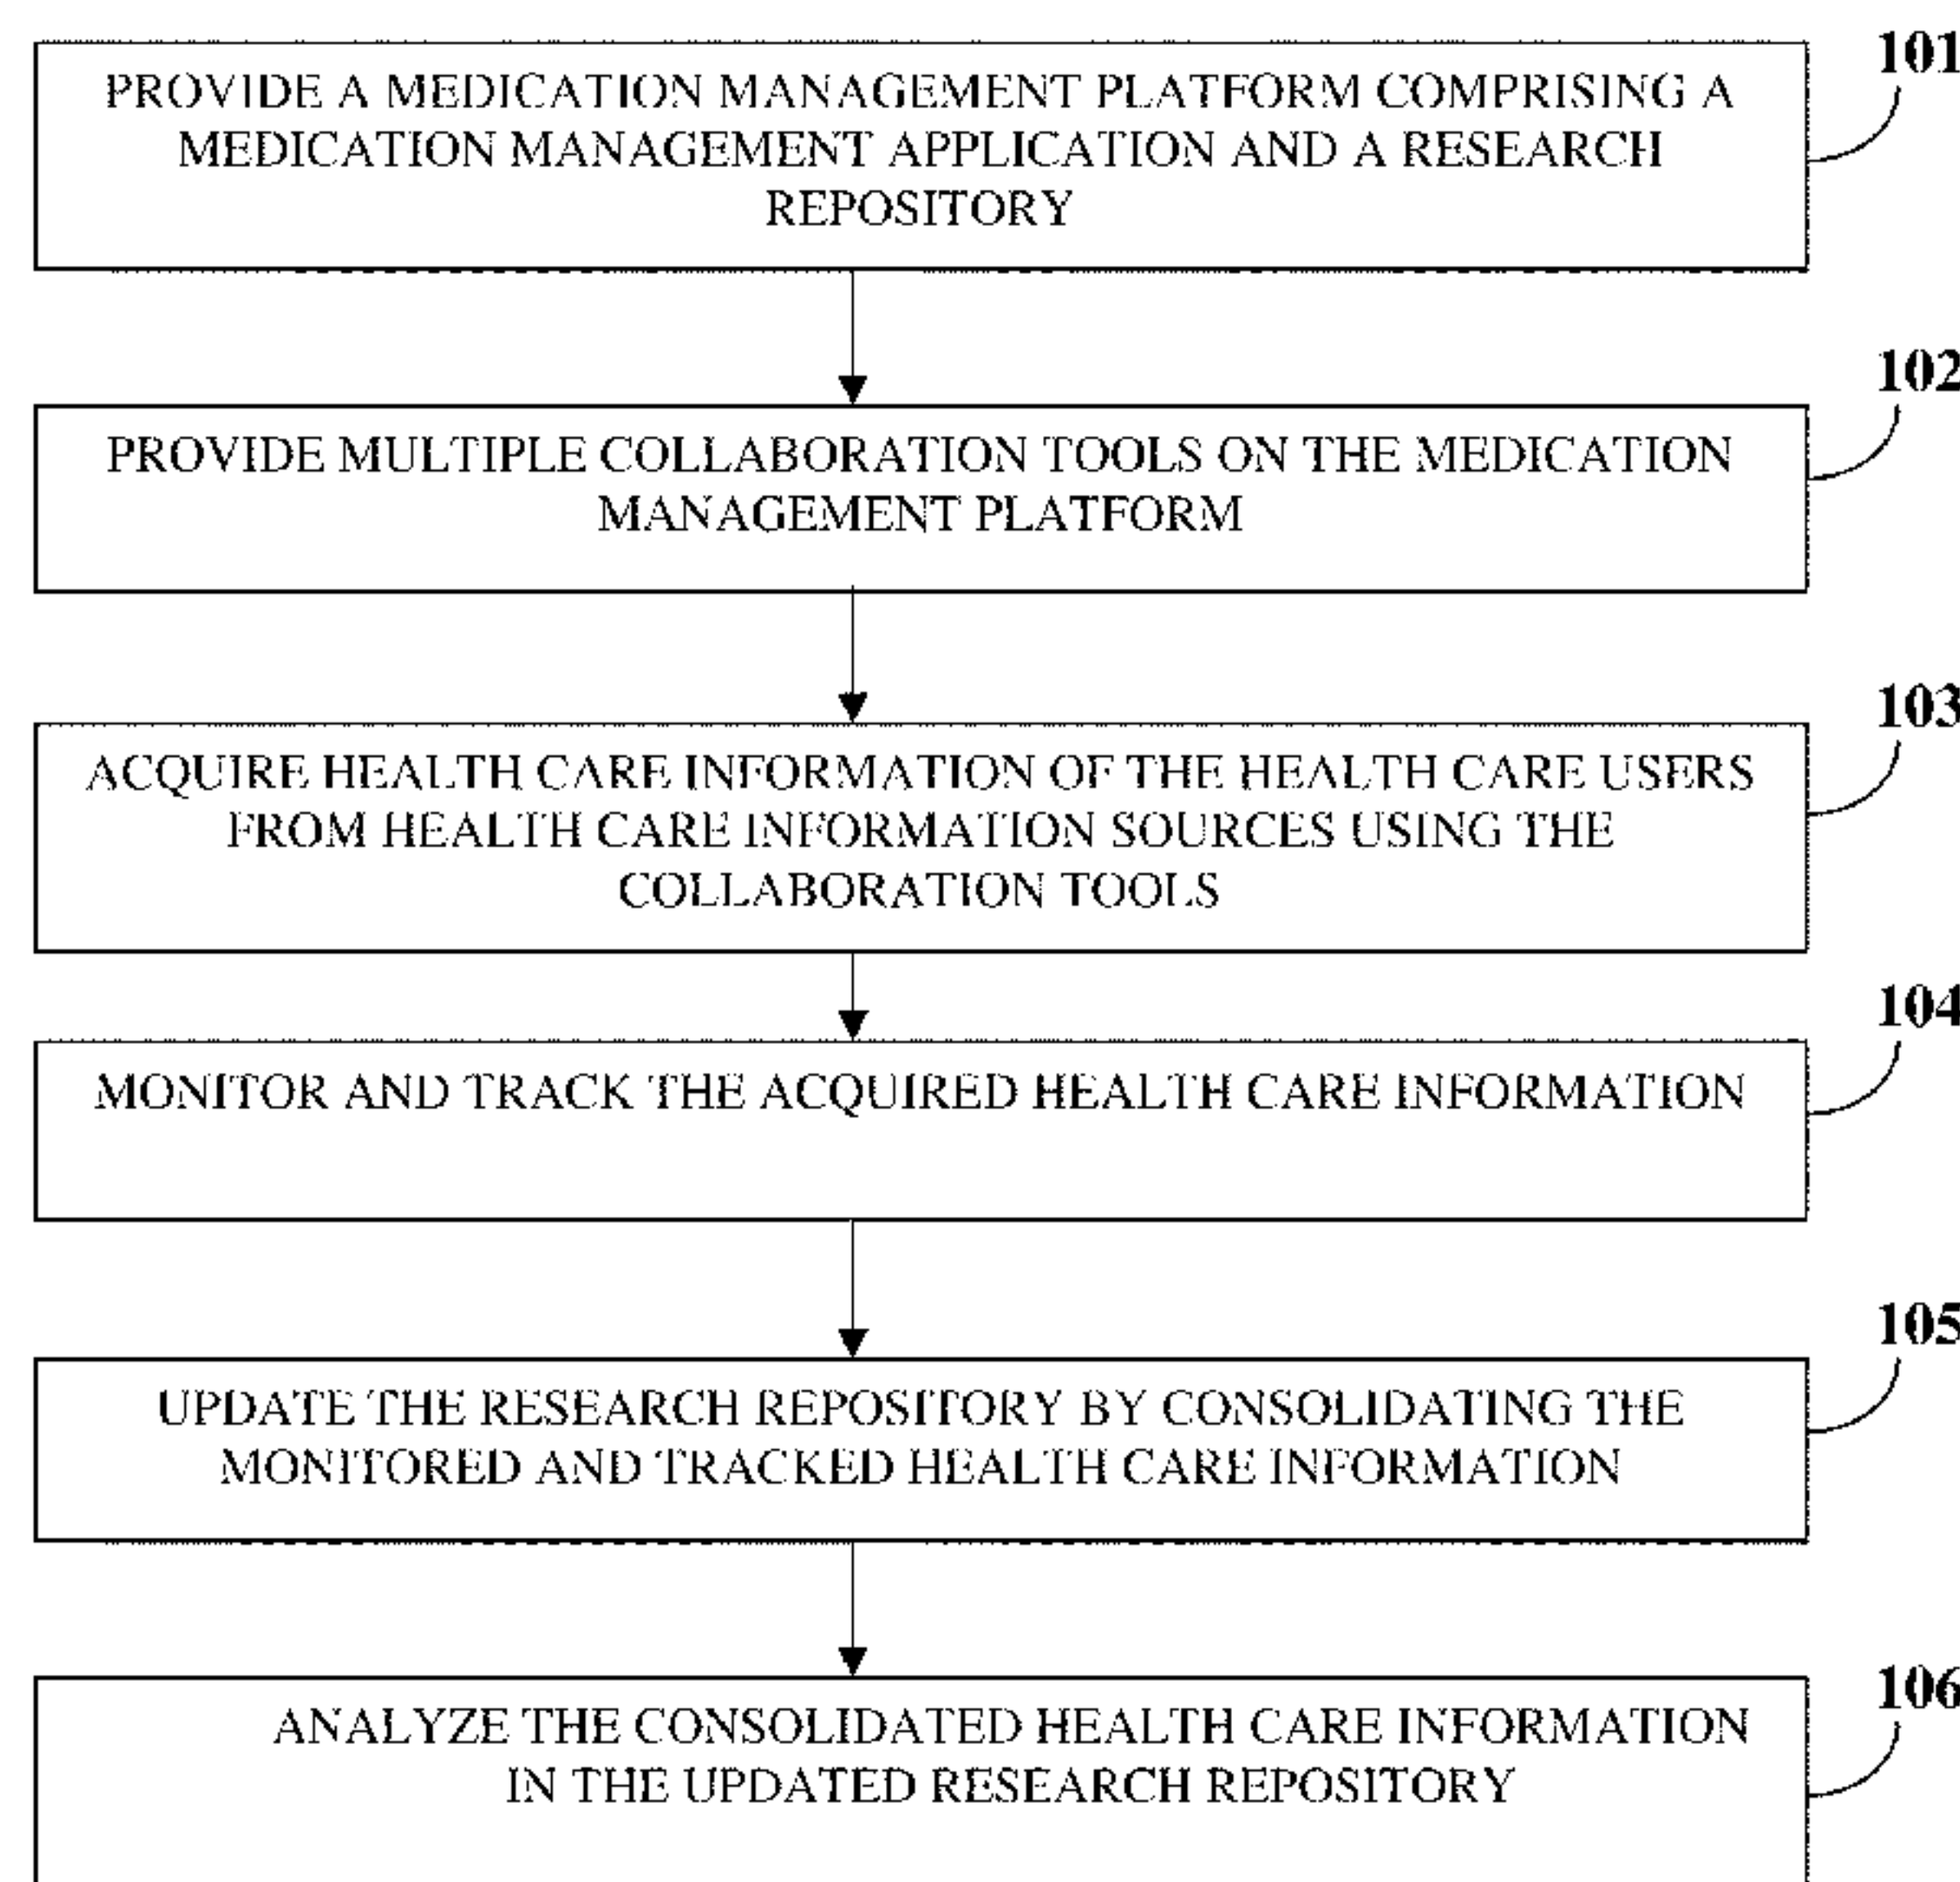 101
PROVIDE A MEDICATION MANAGEMENT PLATFORM COMPRISING A
MEDICATION MANAGEMENT APPLICATION AND A RESEARCH
REPOSITORY
102
PROVIDE MULTIPLE COLLABORATION TOOLS ON THE MEDICATION
MANAGEMENT PLATFORM
103
ACQUIRE HEALTH CARE INFORMATION OF THE HEALTH CARE USERS
FROM HEALTH CARE INFORMATION SOURCES USING THE
COLLABORATION TOOLS
104
MONITOR AND TRACK THE ACQUIRED HEALTH CARE INFORMATION
105
UPDATE THE RESEARCH REPOSITORY BY CONSOLIDATING THE
MONITORED AND TRACKED HEALTH CARE INFORMATION
106
ANALYZE THE CONSOLIDATED HEALTH CARE INFORMATION
IN THE UPDATED RESEARCH REPOSITORY